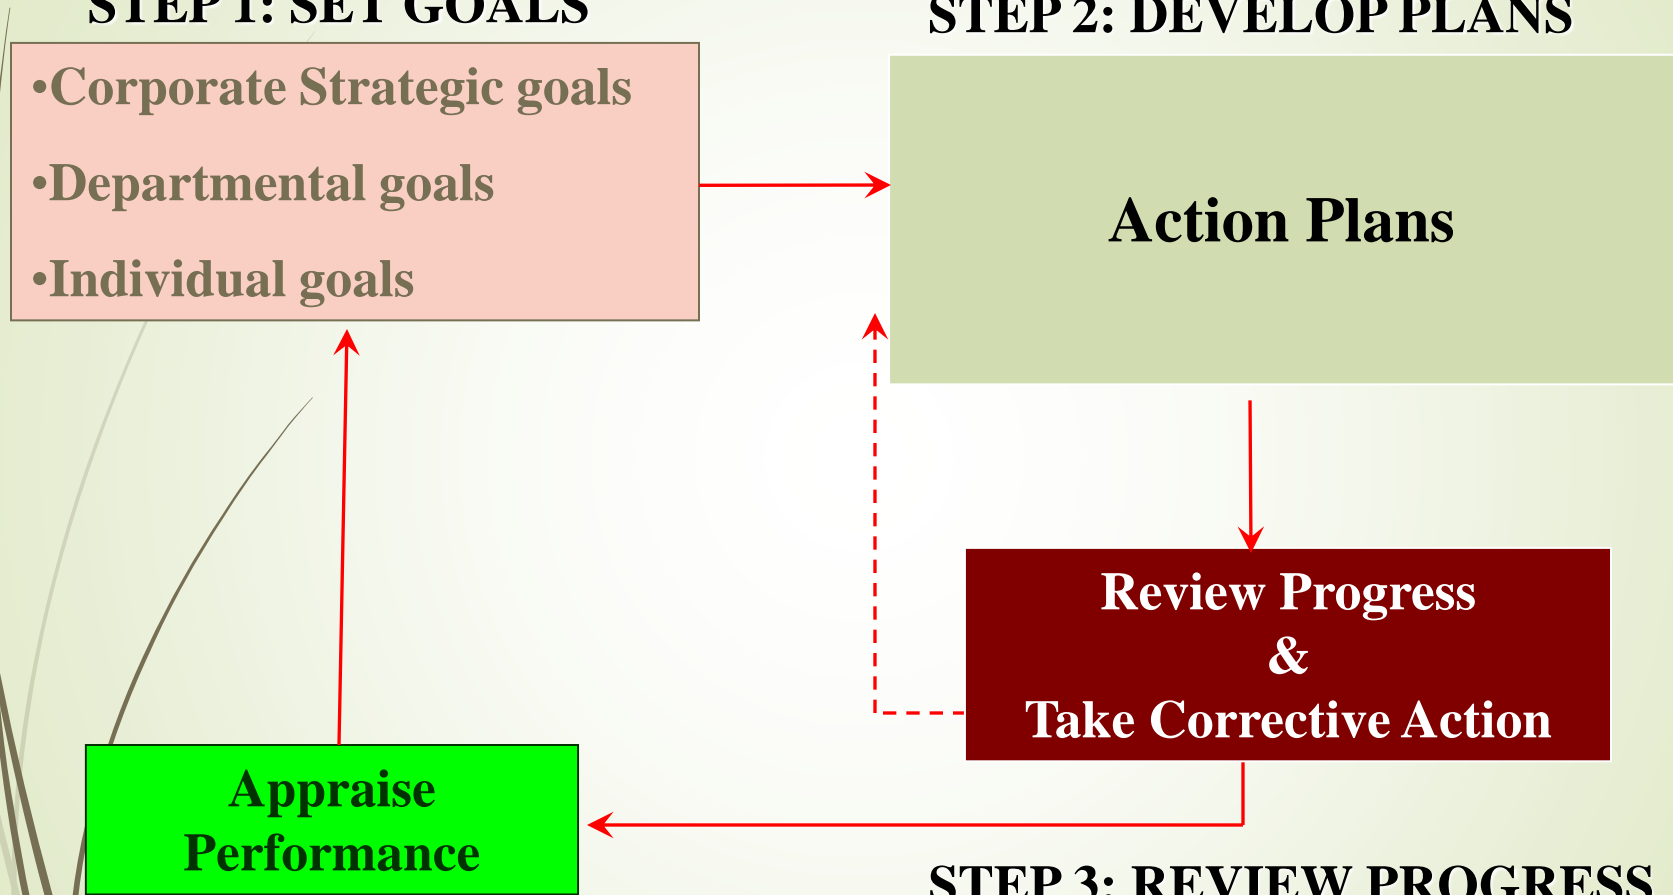 STEP 1: SET GOALS
•Corporate Strategic goals
•Departmental goals
•Individual goals
STEP 2: DEVELOP PLANS
Action Plans
Review Progress
&
Take Corrective Action
Appraise
Performance
STEP 3: REVIEW PROGRESS